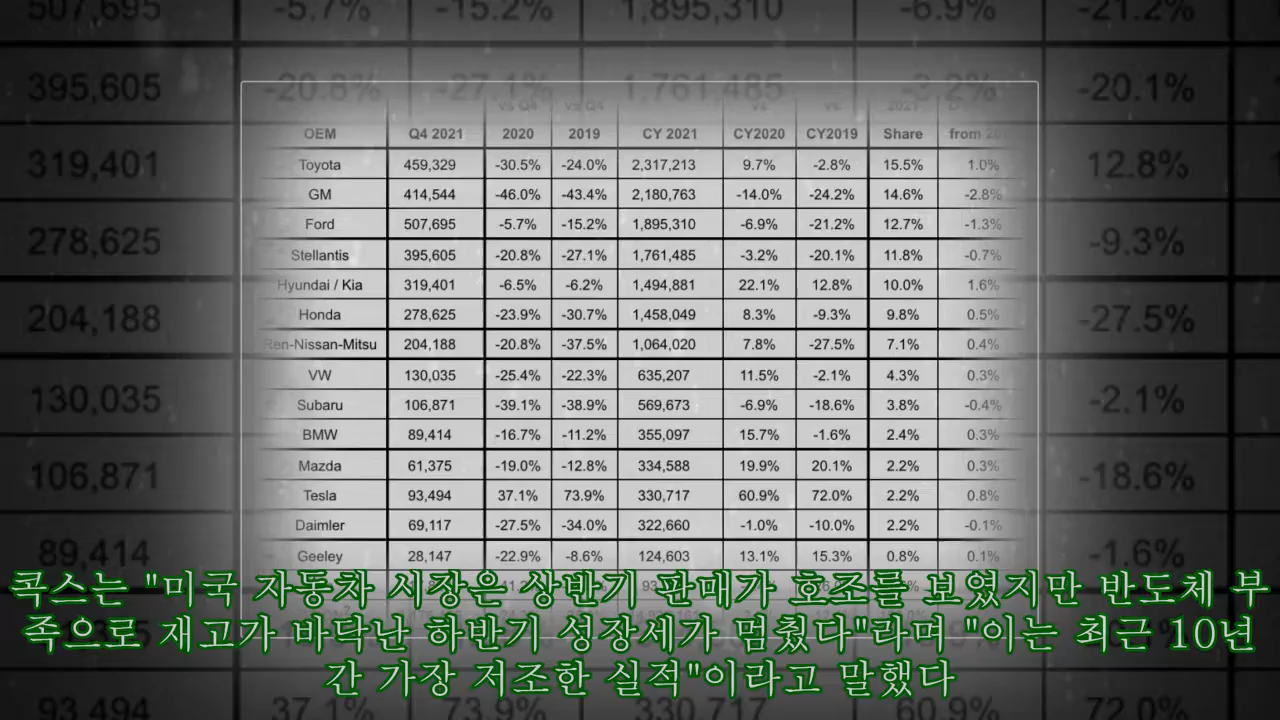 OEM Q4 2021 2020 2019 CY 2021 CY2020 CY2019 Share from
Toyota 459,329 -30.5% -24.0% 2,317,213 9.7% -2.8% 15.5% 1.0%
GM 414,544 -46.0% -43.4% 2,180,763 -14.0% -24.2% 14.6% -2.8%
Ford 507,695 -5.7% -15.2% 1,895,310 -6.9% -21.2% 12.7% -1.3%
Stellantis 395,605 -20.8% -27.1% 1,761,485 -3.2% -20.1% 11.8% -0.7%
Hyundai / Kia 319,401 -6.5% -6.2% 1,494,881 22.1% 12.8% 10.0% 1.6%
Honda 278,625 -23.9% -30.7% 1,458,049 8.3% -9.3% 9.8% 0.5%
Ren-Nissan-Mitsu 204,188 -20.8% -37.5% 1,064,020 7.8% -27.5% 7.1% 0.4%
VW 130,035 -25.4% -22.3% 635,207 11.5% -2.1% 4.3% 0.3%
Subaru 106,871 -39.1% -38.9% 569,673 -6.9% -18.6% 3.8% -0.4%
BMW 89,414 -16.7% -11.2% 355,097 15.7% -1.6% 2.4% 0.3%
Mazda 61,375 -19.0% -12.8% 334,588 19.9% 20.1% 2.2% 0.3%
Tesla 93,494 37.1% 73.9% 330,717 60.9% 72.0% 2.2% 0.8%
Daimler 69,117 -27.5% -34.0% 322,660 -1.0% -10.0% 2.2% -0.1%
Geeley 28,147 -22.9% -8.6% 124,603 13.1% 15.3% 0.8% 0.1%
콕스는 "미국 자동차 시장은 상반기 판매가 호조를 보였지만 반도체 부
족으로 재고가 바닥난 하반기 성장세가 멈췄다"라며 "이는 최근 10년
간 가장 저조한 실적"이라고 말했다